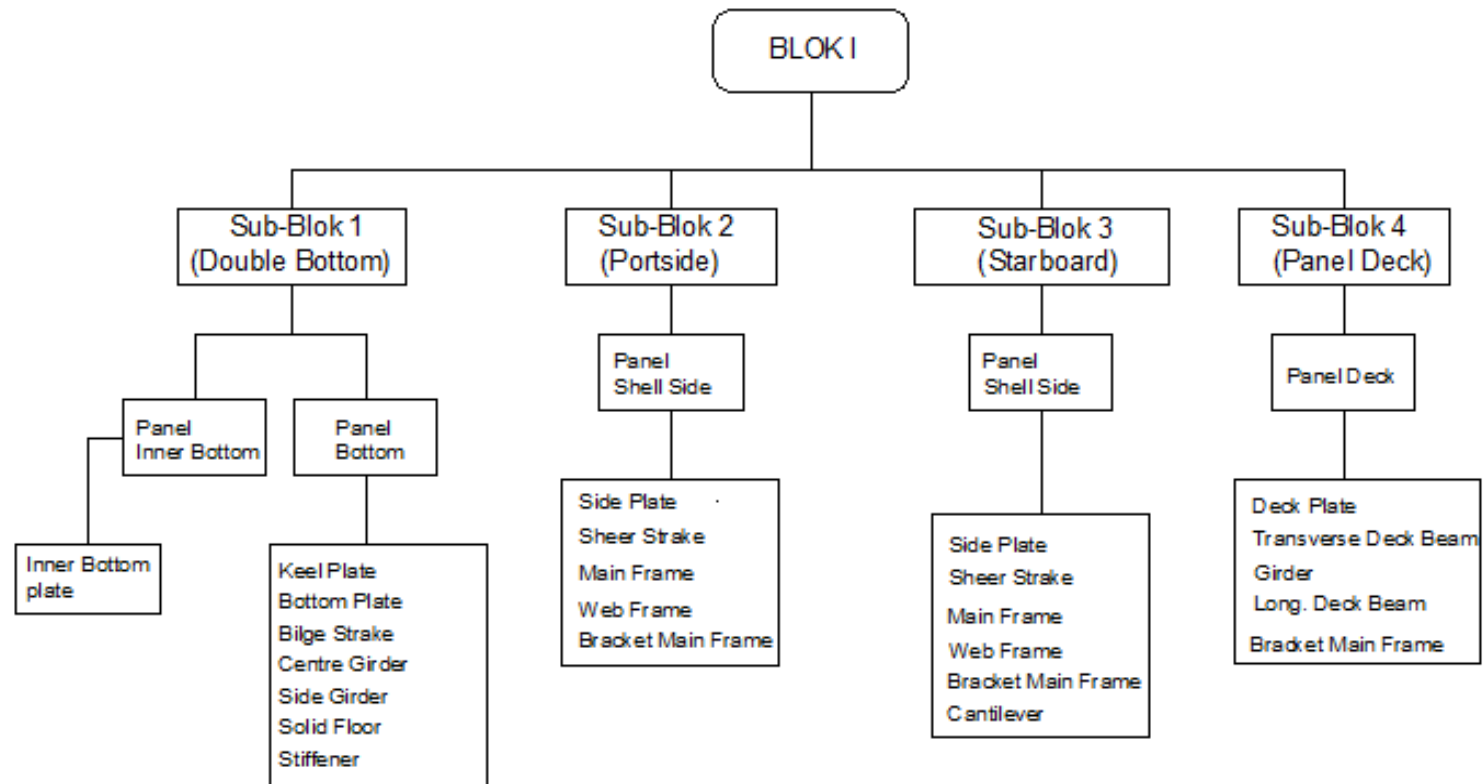 BLOK I
Sub-Blok 1
(Double Bottom)
Sub-Blok 2
(Portside)
Sub-Blok 3
(Starboard)
Sub-Blok 4
(Panel Deck)
Panel
Inner Bottom
Panel
Bottom
Panel
Shell Side
Panel
Shell Side
Panel Deck
Inner Bottom
plate
Keel Plate
Bottom Plate
Bilge Strake
Centre Girder
Side Girder
Solid Floor
Stiffener
Side Plate
Sheer Strake
Main Frame
Web Frame
Bracket Main Frame
Side Plate
Sheer Strake
Main Frame
Web Frame
Bracket Main Frame
Cantilever
Deck Plate
Transverse Deck Beam
Girder
Long. Deck Beam
Bracket Main Frame